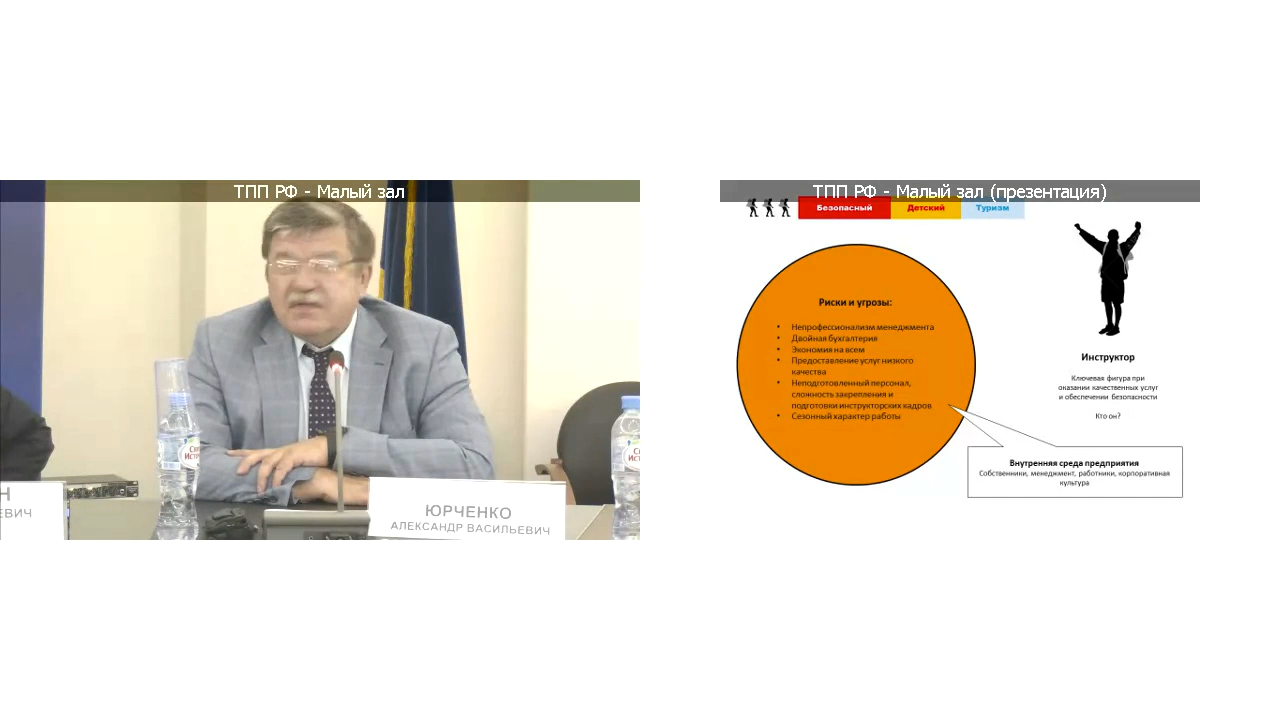 ТПП РФ - Малый зал
Н
ЕВИЧ
ЮРЧЕНКО
АЛЕКСАНДР ВАСИЛЬЕВИЧ
ТПП РФ - Малый зал (презентация)
Безопасный Детский Туризм
Риски и угрозы:
• Непрофессионализм менеджмента
• Двойная бухгалтерия
• Экономия на всем
• Предоставление услуг низкого
качества
• Неподготовленный персонал,
сложность закрепления и
подготовки инструкторских кадров
• Сезонный характер работы
Инструктор
Ключевая фигура при
оказании качественных услуг
и обеспечении безопасности
Кто он?
Внутренняя среда предприятия
Собственники, менеджмент, работники, корпоративная
культура